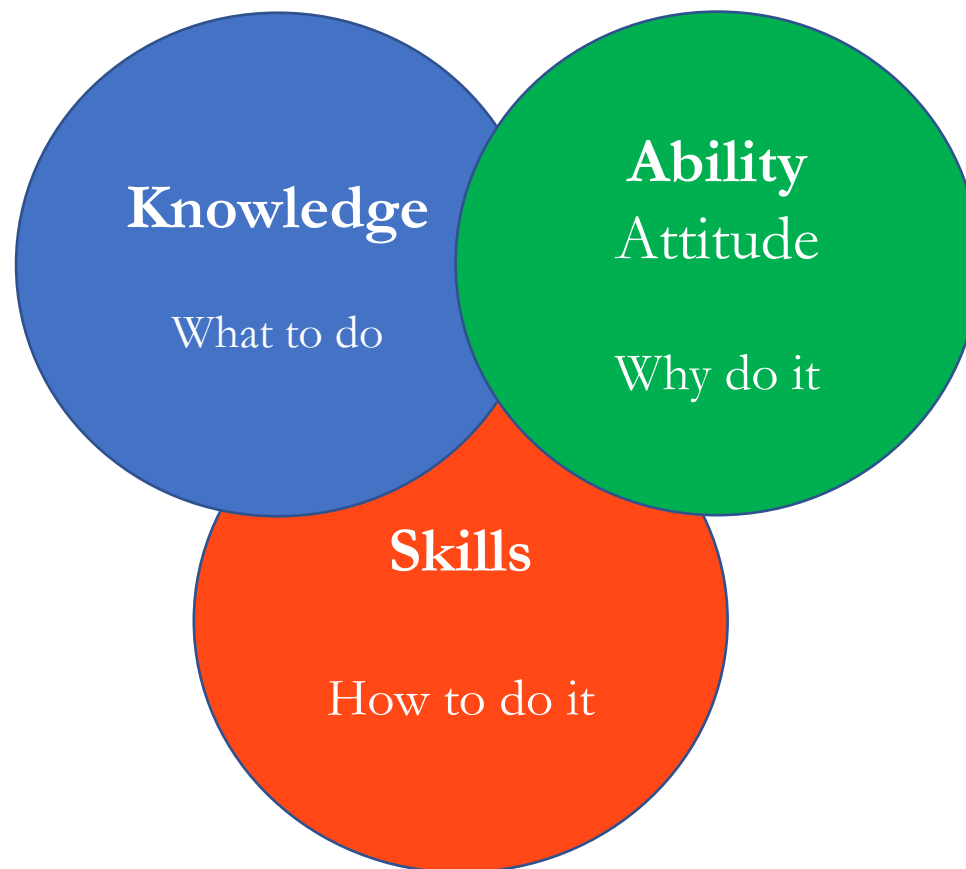 Knowledge
What to do
Ability
Attitude
Why do it
Skills
How to do it